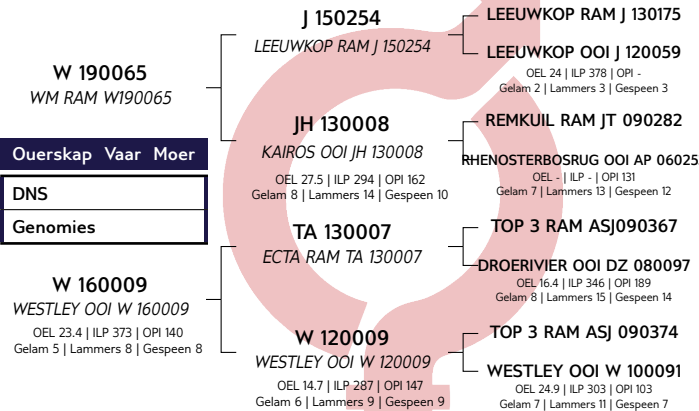 W 190065
WM RAM W190065
Ouerskap Vaar Moer
DNS
Genomies
W 160009
WESTLEY OOI W 160009
OEL 23.4 | ILP 373 | OPI 140
Gelam 5 | Lammers 8 | Gespeen 8
J 150254
LEEUWKOP RAM J 150254
JH 130008
KAIROS OOI JH 130008
OEL 27.5 | ILP 294 | OPI 162
Gelam 8 | Lammers 14 | Gespeen 10
TA 130007
ECTA RAM TA 130007
W 120009
WESTLEY OOI W 120009
OEL 14.7 | ILP 287 | OPI 147
Gelam 6 | Lammers 9 | Gespeen 9
LEEUWKOP RAM J 130175
LEEUWKOP OOI J 120059
OEL 24 | ILP 378 | OPI -
Gelam 2 | Lammers 3 | Gespeen 3
REMKUIL RAM JT 090282
RHENOSTERBOSRUG OOI AP 06025
OEL - | ILP - | OPI 131
Gelam 7 | Lammers 13 | Gespeen 12
TOP 3 RAM ASJ090367
DROERIVIER OOI DZ 080097
OEL 16.4 | ILP 346 | OPI 189
Gelam 8 | Lammers 15 | Gespeen 14
TOP 3 RAM ASJ 090374
WESTLEY OOI W 100091
OEL 24.9 | ILP 303 | OPI 103
Gelam 7 | Lammers 11 | Gespeen 7